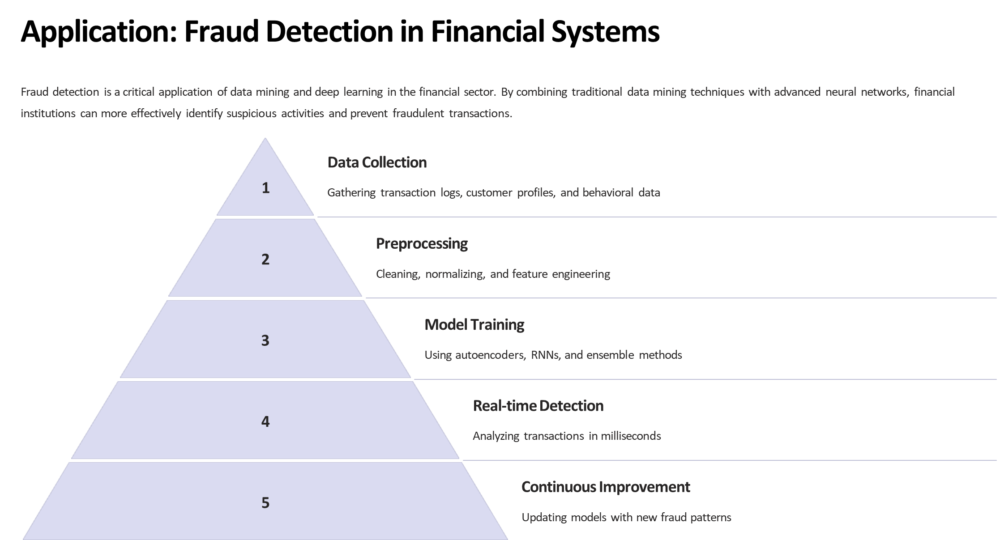 Application: Fraud Detection in Financial Systems
Fraud detection is a critical application of data mining and deep learning in the financial sector. By combining traditional data mining techniques with advanced neural networks, financial
institutions can more effectively identify suspicious activities and prevent fraudulent transactions.
1
Data Collection
Gathering transaction logs, customer profiles, and behavioral data
2
Preprocessing
Cleaning, normalizing, and feature engineering
3
Model Training
Using autoencoders, RNNs, and ensemble methods
4
Real-time Detection
Analyzing transactions in milliseconds
5
Continuous Improvement
Updating models with new fraud patterns